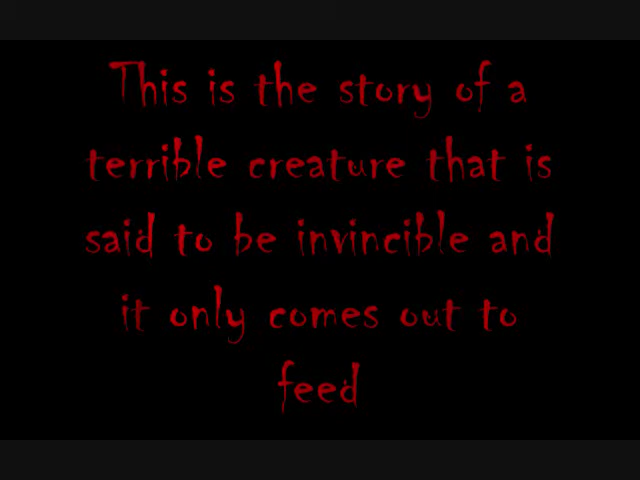 This is the story of a
terrible creature that is
said to be invincible and
it only comes out to
feed